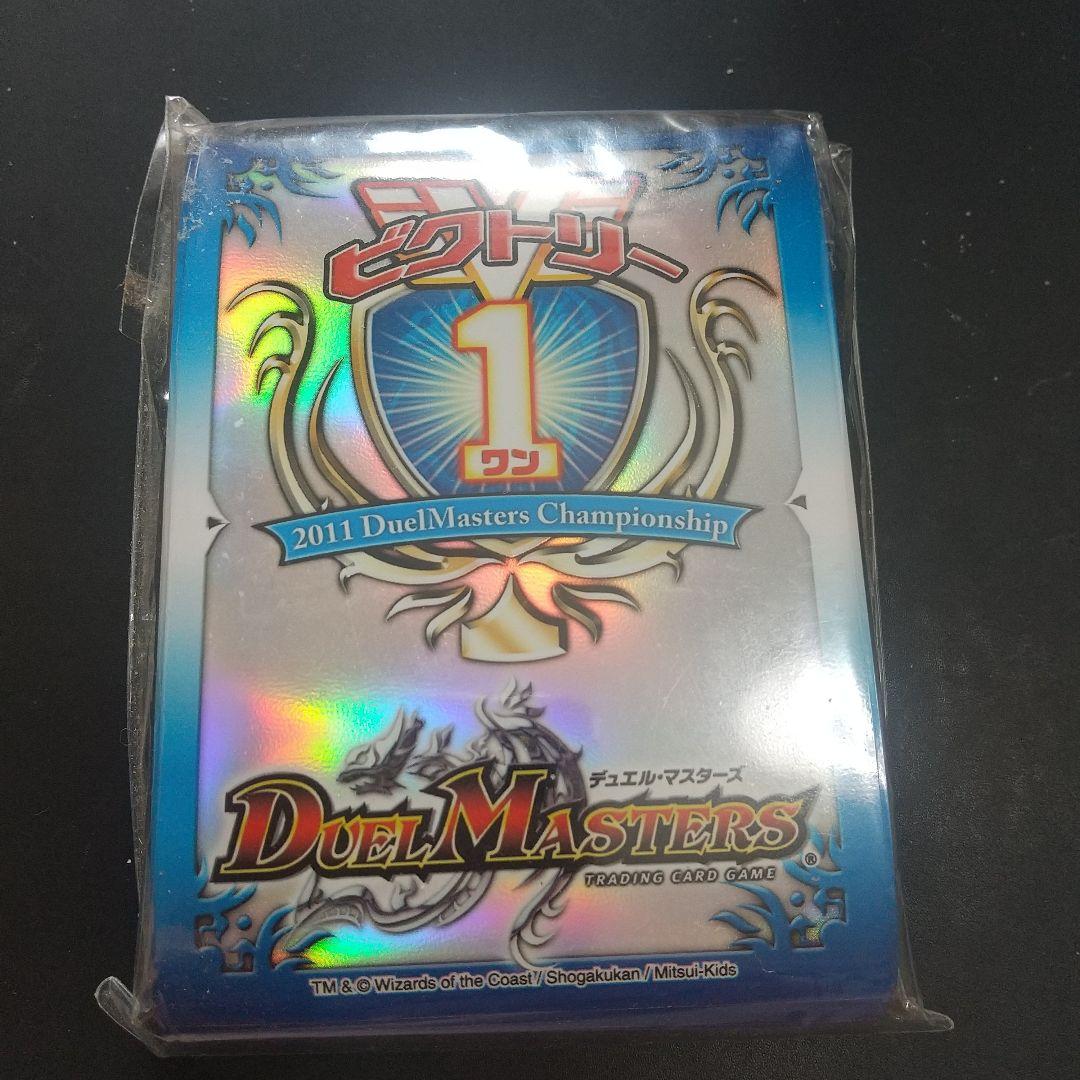 ビクトリー
1
ワン
2011 DuelMasters Championship
デュエル・マスターズ
DUEL MASTERS®
TRADING CARD GAME
TM & © Wizards of the Coast / Shogakukan / Mitsui-Kids